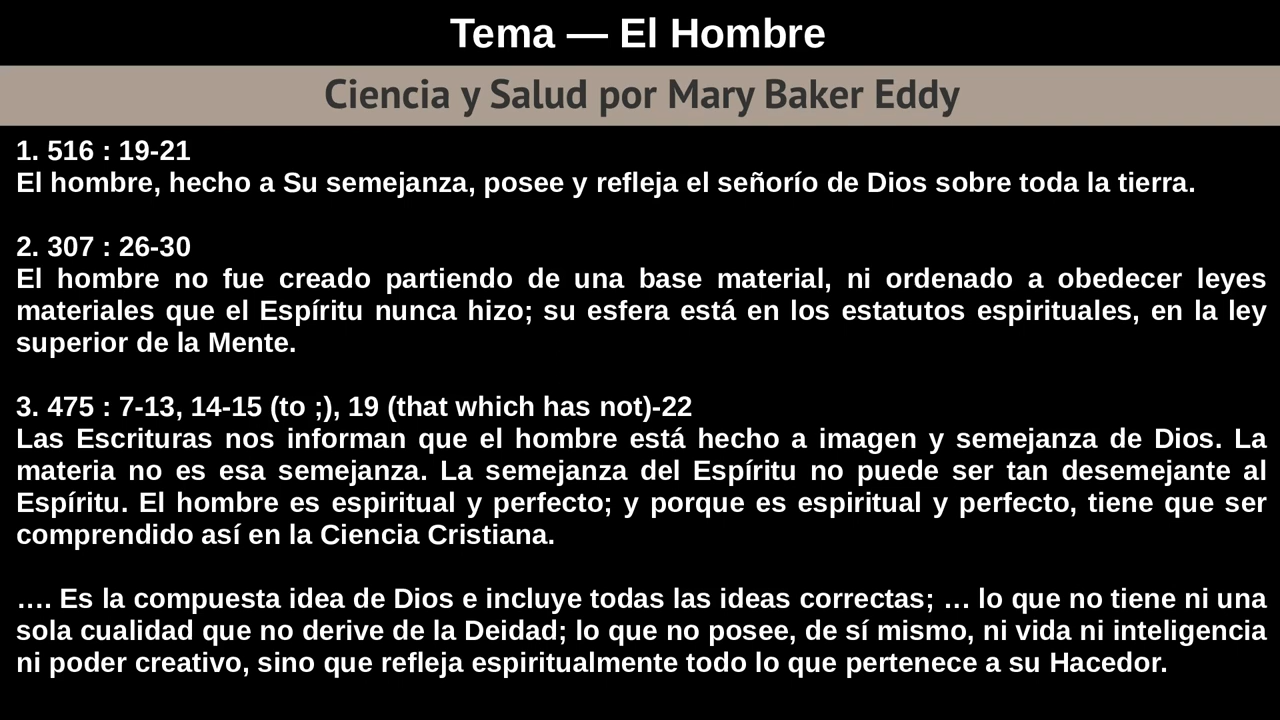 Tema — El Hombre
Ciencia y Salud por Mary Baker Eddy
1. 516 : 19-21
El hombre, hecho a Su semejanza, posee y refleja el señorío de Dios sobre toda la tierra.
2. 307 : 26-30
El hombre no fue creado partiendo de una base material, ni ordenado a obedecer leyes
materiales que el Espíritu nunca hizo; su esfera está en los estatutos espirituales, en la ley
superior de la Mente.
3. 475 : 7-13, 14-15 (to ;), 19 (that which has not)-22
Las Escrituras nos informan que el hombre está hecho a imagen y semejanza de Dios. La
materia no es esa semejanza. La semejanza del Espíritu no puede ser tan desemejante al
Espíritu. El hombre es espiritual y perfecto; y porque es espiritual y perfecto, tiene que ser
comprendido así en la Ciencia Cristiana.
…. Es la compuesta idea de Dios e incluye todas las ideas correctas; … lo que no tiene ni una
sola cualidad que no derive de la Deidad; lo que no posee, de sí mismo, ni vida ni inteligencia
ni poder creativo, sino que refleja espiritualmente todo lo que pertenece a su Hacedor.